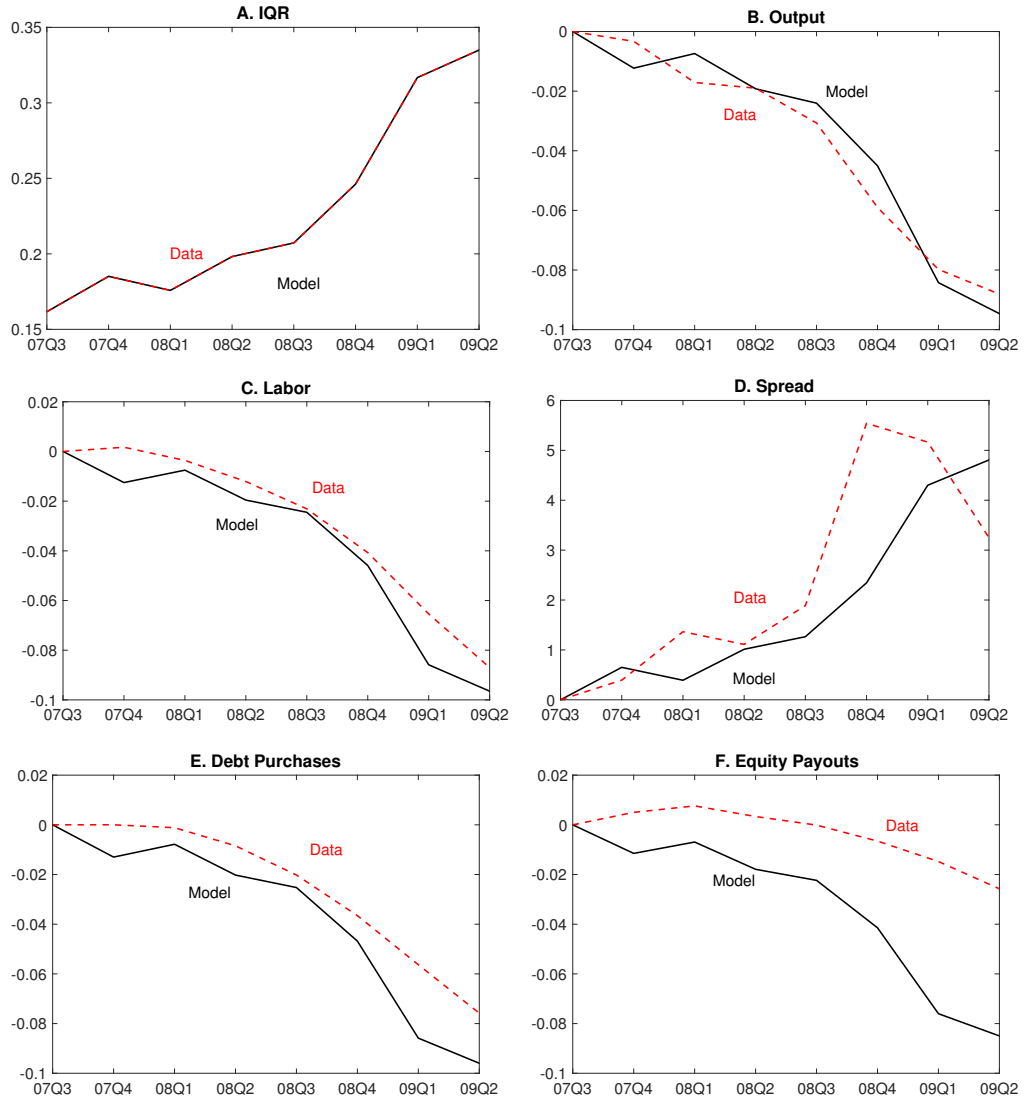 A. IQR
0.35
0.3
0.25
0.2
0.15
Data
Model
07Q3 07Q4 08Q1 08Q2 08Q3 08Q4 09Q1 09Q2
B. Output
0
-0.02
-0.04
-0.06
-0.08
-0.1
Model
Data
07Q3 07Q4 08Q1 08Q2 08Q3 08Q4 09Q1 09Q2
C. Labor
0.02
0
-0.02
-0.04
-0.06
-0.08
-0.1
Data
Model
07Q3 07Q4 08Q1 08Q2 08Q3 08Q4 09Q1 09Q2
D. Spread
6
5
4
3
2
1
0
Data
Model
07Q3 07Q4 08Q1 08Q2 08Q3 08Q4 09Q1 09Q2
E. Debt Purchases
0.02
0
-0.02
-0.04
-0.06
-0.08
-0.1
Data
Model
07Q3 07Q4 08Q1 08Q2 08Q3 08Q4 09Q1 09Q2
F. Equity Payouts
0.02
0
-0.02
-0.04
-0.06
-0.08
-0.1
Data
Model
07Q3 07Q4 08Q1 08Q2 08Q3 08Q4 09Q1 09Q2